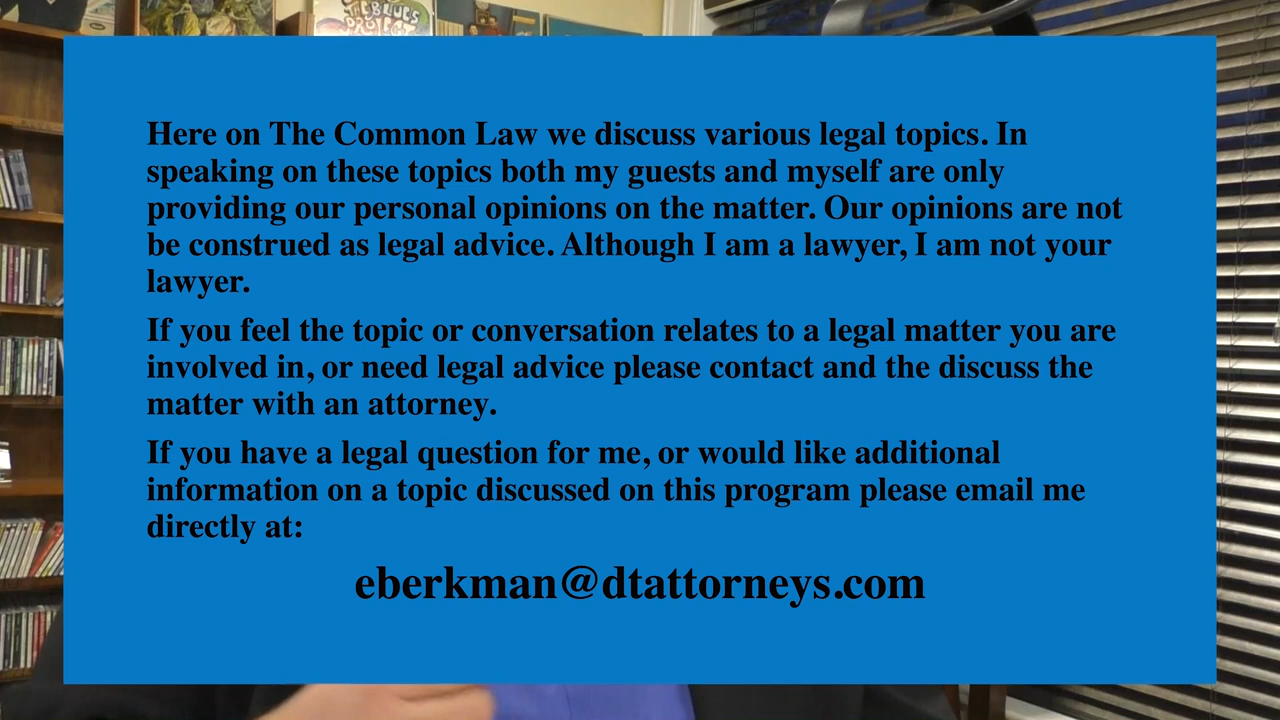 THE BLUES
PROJECT
Here on The Common Law we discuss various legal topics. In
speaking on these topics both my guests and myself are only
providing our personal opinions on the matter. Our opinions are not
be construed as legal advice. Although I am a lawyer, I am not your
lawyer.
If you feel the topic or conversation relates to a legal matter you are
involved in, or need legal advice please contact and the discuss the
matter with an attorney.
If you have a legal question for me, or would like additional
information on a topic discussed on this program please email me
directly at:
eberkman@dtattorneys.com